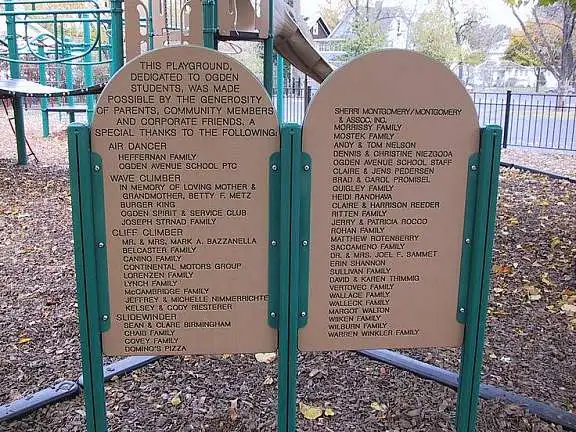 THIS PLAYGROUND,
DEDICATED TO OGDEN
STUDENTS, WAS MADE
POSSIBLE BY THE GENEROSITY
OF PARENTS, COMMUNITY MEMBERS
AND CORPORATE FRIENDS. A
SPECIAL THANKS TO THE FOLLOWING:
AIR DANCER
HEFFERNAN FAMILY
OGDEN AVENUE SCHOOL PTC
WAVE CLIMBER
IN MEMORY OF LOVING MOTHER &
GRANDMOTHER, BETTY F. METZ
BURGER KING
OGDEN SPIRIT & SERVICE CLUB
JOSEPH STRNAD FAMILY
CLIFF CLIMBER
MR. & MRS. MARK A. BAZZANELLA
BELCASTER FAMILY
CANINO FAMILY
CONTINENTAL MOTORS GROUP
LORENZEN FAMILY
LYNCH FAMILY
McCAMBRIDGE FAMILY
JEFFREY & MICHELLE NIMMERRICHTER
KELSEY & CODY RIESTERER
SLIDEWINDER
SEAN & CLARE BIRMINGHAM
CHAIB FAMILY
COVEY FAMILY
DOMINO'S PIZZA
SHERRI MONTGOMERY/MONTGOMERY
& ASSOC. INC.
MORRISSY FAMILY
MOSTEK FAMILY
ANDY & TOM NELSON
DENNIS & CHRISTINE NIEZGODA
OGDEN AVENUE SCHOOL STAFF
CLAIRE & JENS PEDERSEN
BRAD & CAROL PROMISEL
QUIGLEY FAMILY
HEIDI RANDHAVA
CLAIRE & HARRISON REEDER
RITTEN FAMILY
JERRY & PATRICIA ROCCO
ROHAN FAMILY
MATTHEW ROTENBERRY
SACCAMENO FAMILY
DR. & MRS. JOEL F. SAMMET
ERIN SHANNON
SULLIVAN FAMILY
DAVID & KAREN THIMMIG
VERTOVEC FAMILY
WALLACE FAMILY
WALLECK FAMILY
MARGOT WALTON
WIIKEN FAMILY
WILBURN FAMILY
WARREN WINKLER FAMILY